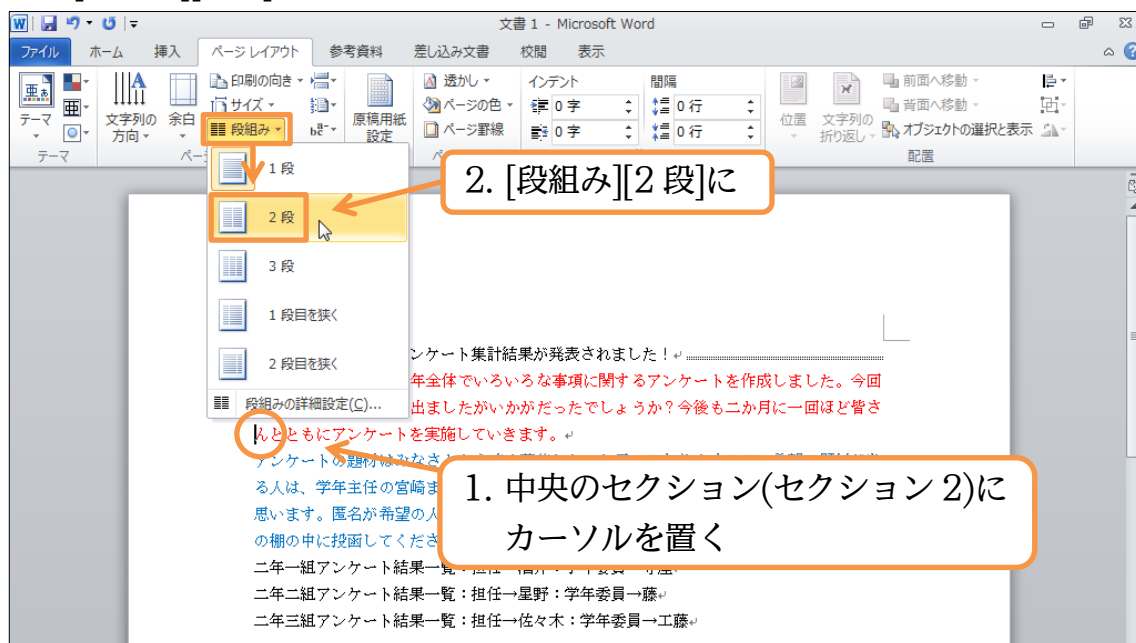 文書 1 - Microsoft Word
ファイル ホーム 挿入 ページ レイアウト 参考資料 差し込み文書 校閲 表示
テーマ
文字列の方向
余白
印刷の向き
サイズ
段組み
原稿用紙設定
透かし
ページの色
ページ罫線
インデント
0 字
0 字
間隔
0 行
0 行
位置
文字列の折り返し
前面へ移動
背面へ移動
オブジェクトの選択と表示
テーマ
配置
1 段
2 段
3 段
1 段目を狭く
2 段目を狭く
段組みの詳細設定(C)...
2. [段組み][2 段]に
ンケート集計結果が発表されました！
年全体でいろいろな事項に関するアンケートを作成しました。今回
出ましたがいかがだったでしょうか？今後も二か月に一回ほど皆さ
んとともにアンケートを実施していきます。
アンケートの題材はみなさ
る人は、学年主任の宮崎ま
思います。匿名が希望の人
の棚の中に投函してくださ
1. 中央のセクション(セクション 2)に
カーソルを置く
二年一組アンケート結果一覧：担任
二年二組アンケート結果一覧：担任→星野：学年委員→藤
二年三組アンケート結果一覧：担任→佐々木：学年委員→工藤